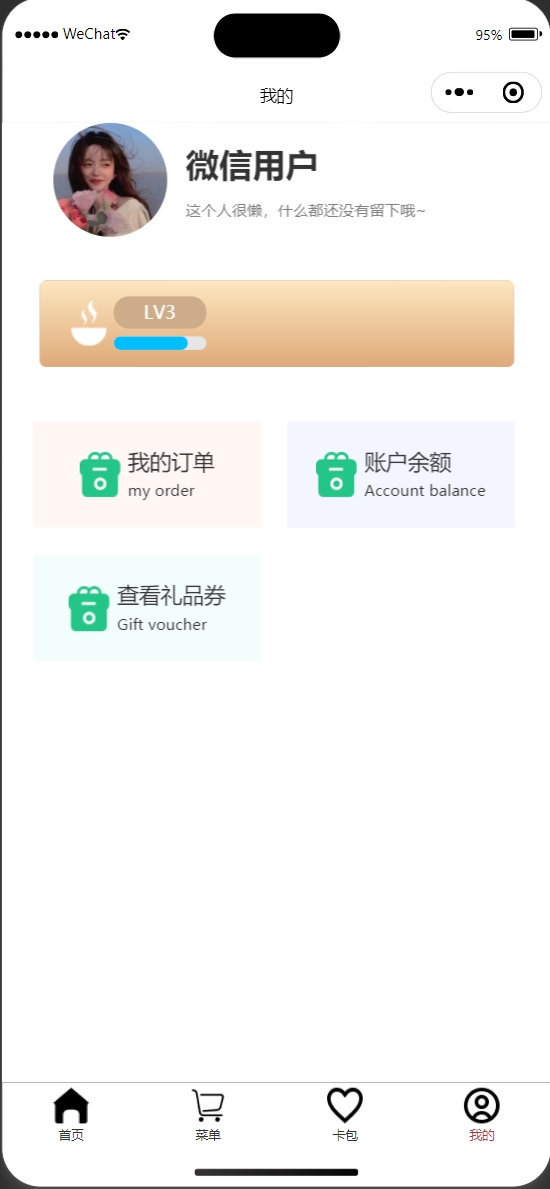 WeChat
95%
我的
微信用户
这个人很懒，什么都还没有留下哦~
LV3
我的订单
my order
账户余额
Account balance
查看礼品券
Gift voucher
首页
菜单
卡包
我的